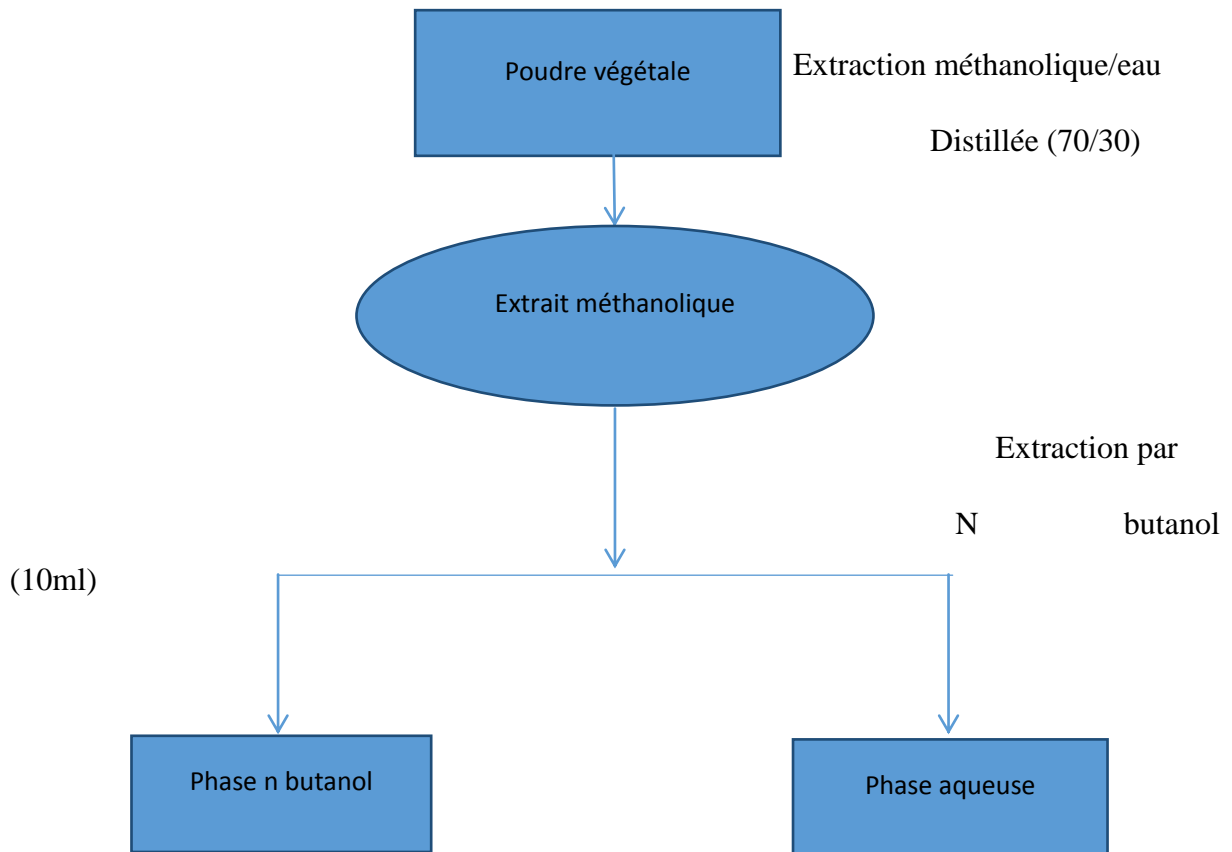 Poudre végétale
Extraction méthanolique/eau
Distillée (70/30)
Extrait méthanolique
Extraction par
N butanol
(10ml)
Phase n butanol
Phase aqueuse